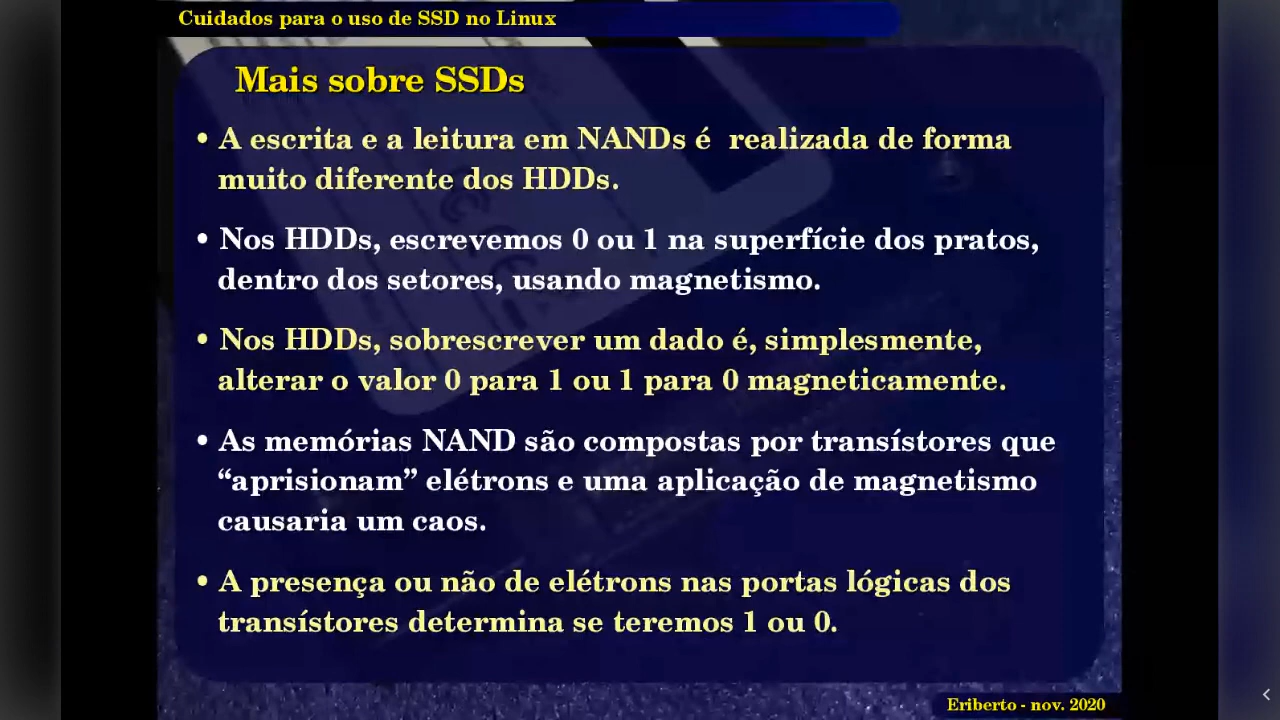 Cuidados para o uso de SSD no Linux
Mais sobre SSDs
• A escrita e a leitura em NANDs é  realizada de forma
muito diferente dos HDDs.
• Nos HDDs, escrevemos 0 ou 1 na superfície dos pratos,
dentro dos setores, usando magnetismo.
• Nos HDDs, sobrescrever um dado é, simplesmente,
alterar o valor 0 para 1 ou 1 para 0 magneticamente.
• As memórias NAND são compostas por transístores que
“aprisionam” elétrons e uma aplicação de magnetismo
causaria um caos.
• A presença ou não de elétrons nas portas lógicas dos
transístores determina se teremos 1 ou 0.
Eriberto - nov. 2020